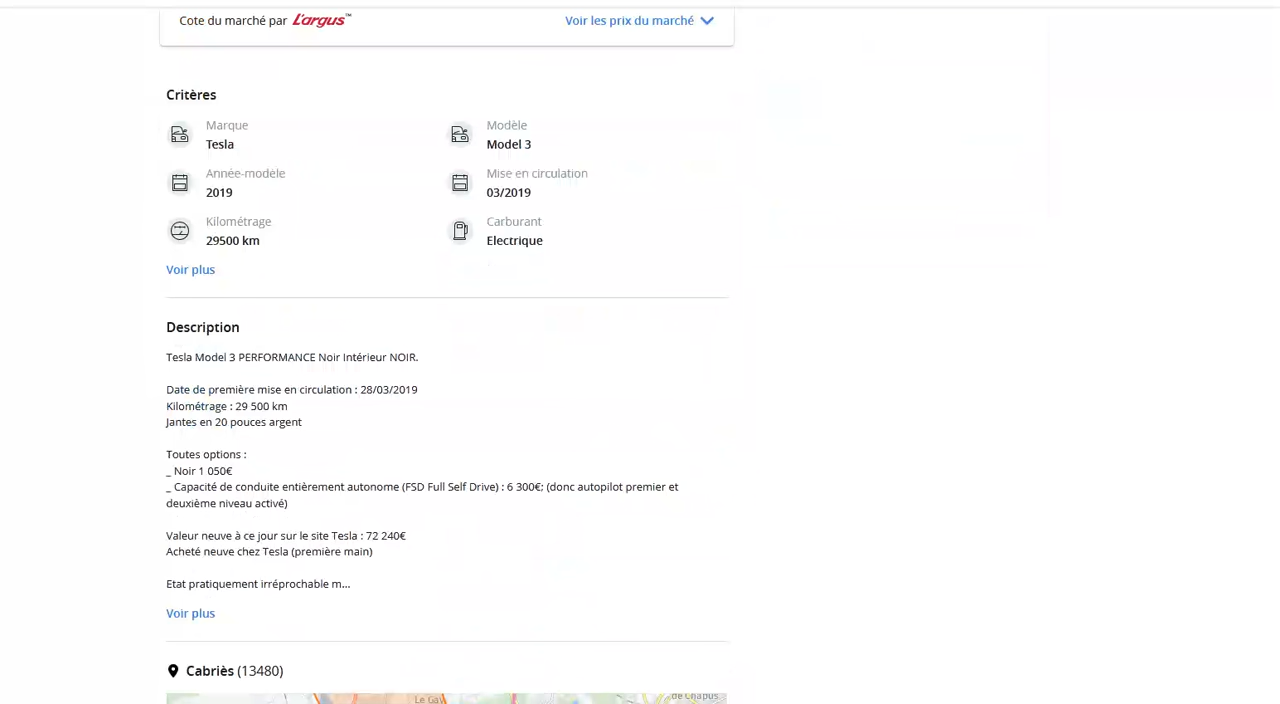 Cote du marché par L'argus™
Voir les prix du marché
Critères
Marque
Tesla
Modèle
Model 3
Année-modèle
2019
Mise en circulation
03/2019
Kilométrage
29500 km
Carburant
Electrique
Voir plus
Description
Tesla Model 3 PERFORMANCE Noir Intérieur NOIR.
Date de première mise en circulation : 28/03/2019
Kilométrage : 29 500 km
Jantes en 20 pouces argent
Toutes options :
_ Noir 1 050€
_ Capacité de conduite entièrement autonome (FSD Full Self Drive) : 6 300€; (donc autopilot premier et
deuxième niveau activé)
Valeur neuve à ce jour sur le site Tesla : 72 240€
Acheté neuve chez Tesla (première main)
Etat pratiquement irréprochable m...
Voir plus
Cabriès (13480)
Le Ga
de Chapus